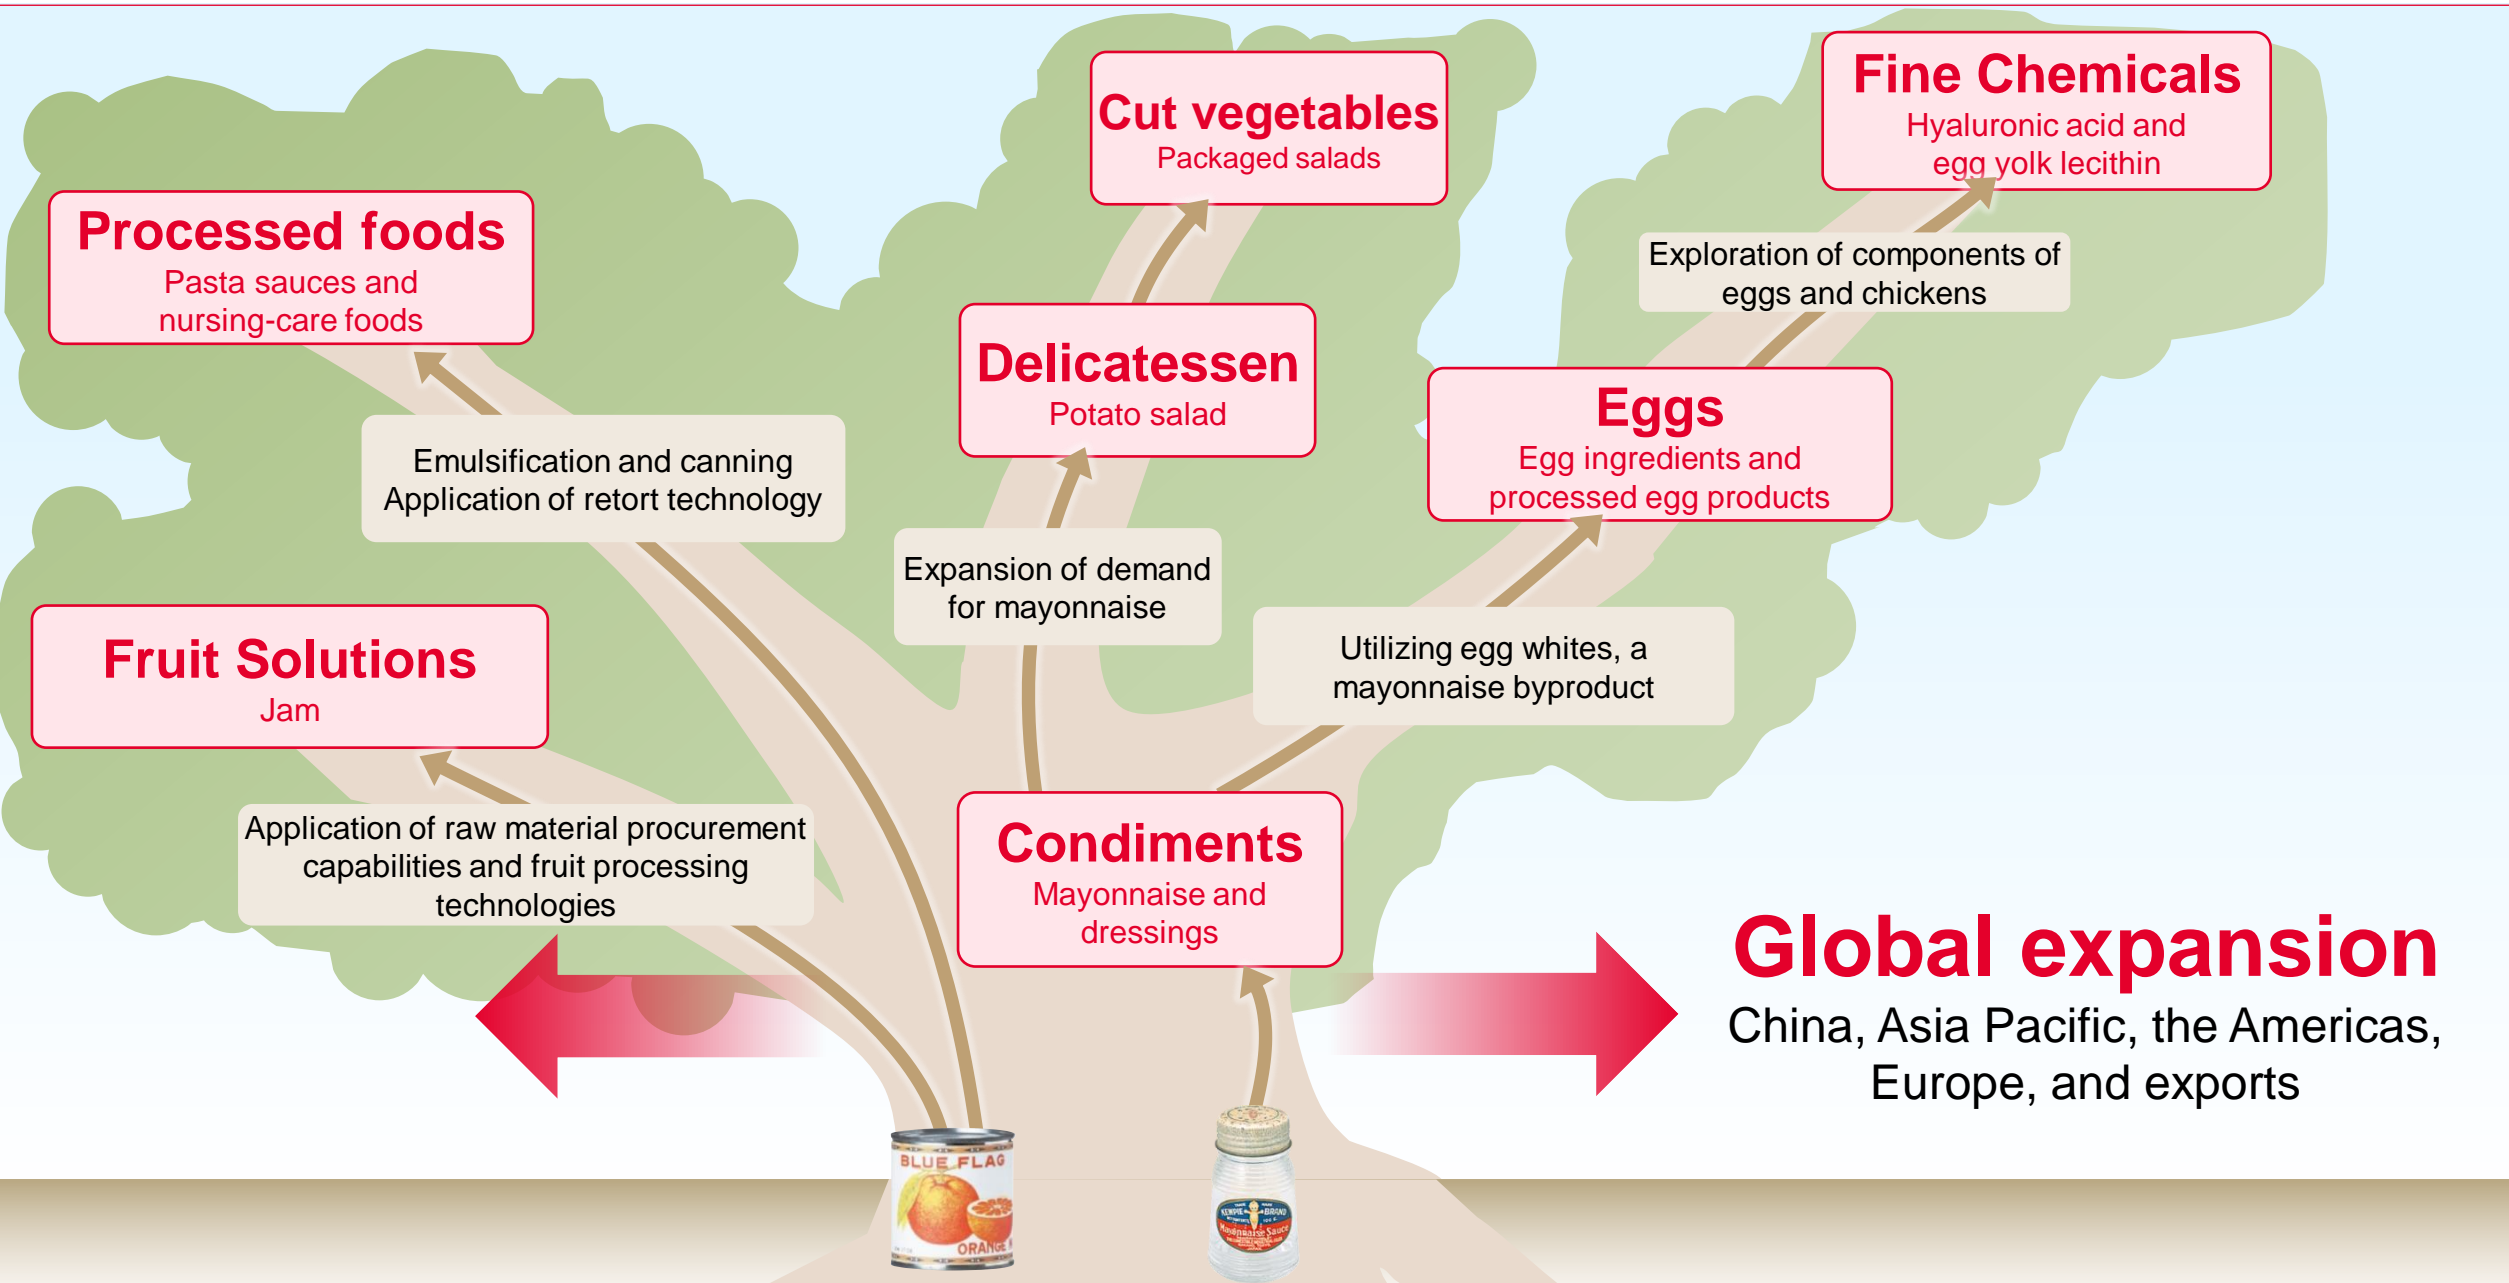 Cut vegetables
Packaged salads
Fine Chemicals
Hyaluronic acid and
egg yolk lecithin
Processed foods
Pasta sauces and
nursing-care foods
Exploration of components of
eggs and chickens
Delicatessen
Potato salad
Eggs
Egg ingredients and
processed egg products
Emulsification and canning
Application of retort technology
Expansion of demand
for mayonnaise
Utilizing egg whites, a
mayonnaise byproduct
Fruit Solutions
Jam
Application of raw material procurement
capabilities and fruit processing
technologies
Condiments
Mayonnaise and
dressings
Global expansion
China, Asia Pacific, the Americas,
Europe, and exports
BLUE FLAG
ORANGE
KEWPIE BRAND
Mayonnaise Sauce